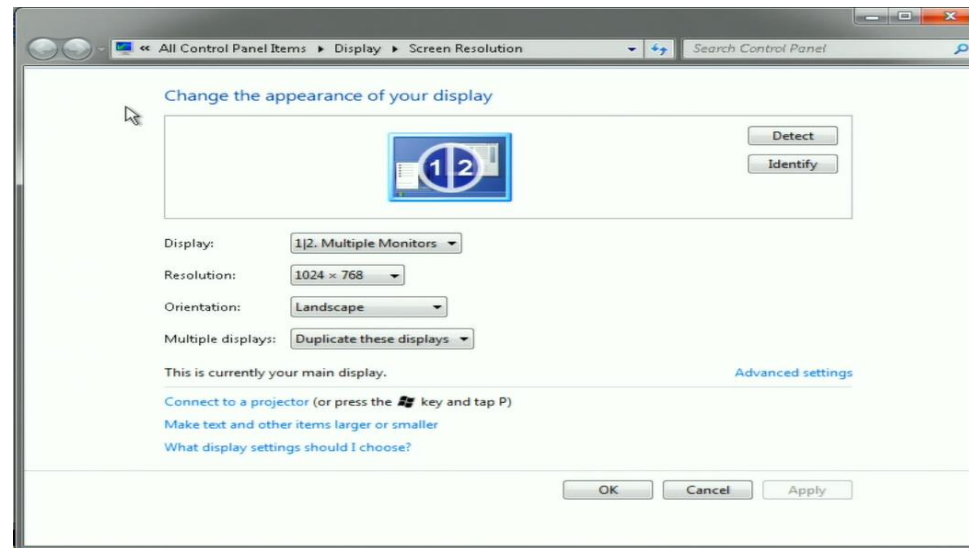 « All Control Panel Items ▸ Display ▸ Screen Resolution Search Control Panel
Change the appearance of your display
Detect
1|2
Identify
Display: 1|2. Multiple Monitors
Resolution: 1024 × 768
Orientation: Landscape
Multiple displays: Duplicate these displays
This is currently your main display. Advanced settings
Connect to a projector (or press the key and tap P)
Make text and other items larger or smaller
What display settings should I choose?
OK Cancel Apply